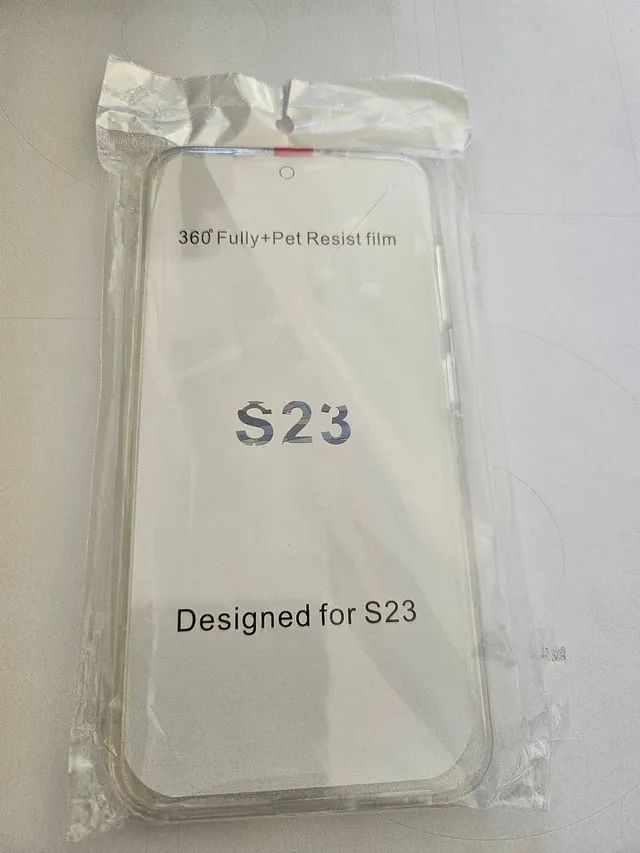 360° Fully+Pet Resist film
S23
Designed for S23